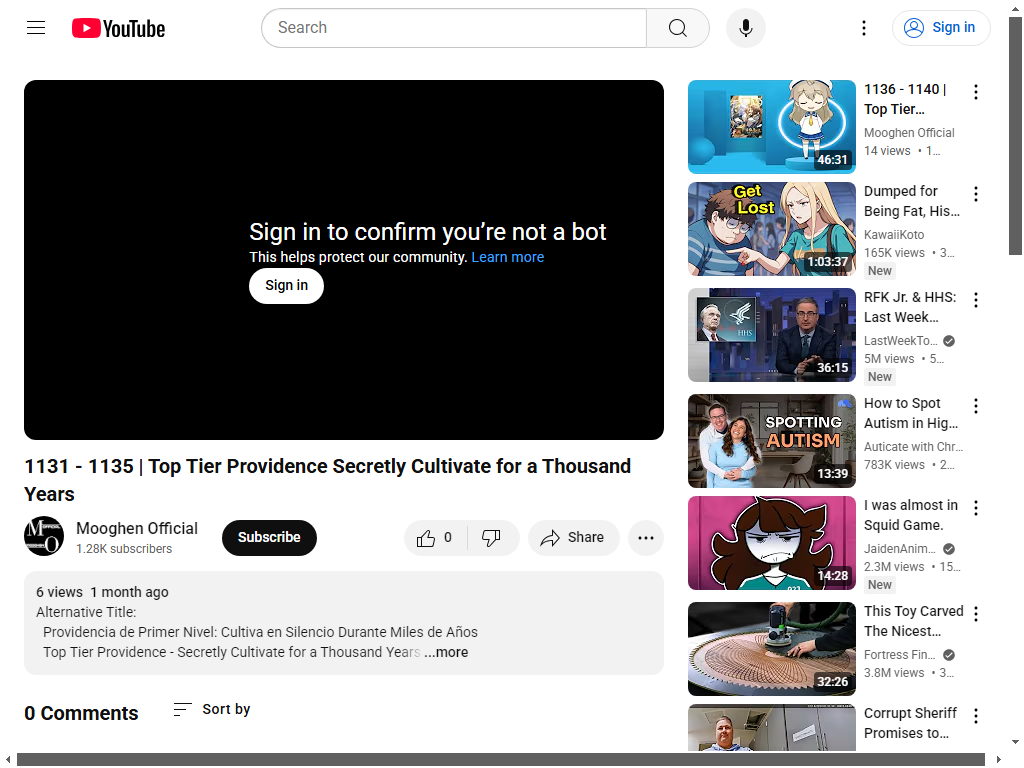 YouTube
Search
Sign in
Sign in to confirm you're not a bot
This helps protect our community. Learn more
Sign in
1131 - 1135 | Top Tier Providence Secretly Cultivate for a Thousand
Years
Mooghen Official
1.28K subscribers
Subscribe
0
Share
6 views 1 month ago
Alternative Title:
Providencia de Primer Nivel: Cultiva en Silencio Durante Miles de Años
Top Tier Providence - Secretly Cultivate for a Thousand Years ...more
0 Comments
Sort by
46:31
1136 - 1140 |
Top Tier...
Mooghen Official
14 views • 1...
Get
Lost
1:03:37
Dumped for
Being Fat, His...
KawaiiKoto
165K views • 3...
New
HHS
36:15
RFK Jr. & HHS:
Last Week...
LastWeekTo...
5M views • 5...
New
SPOTTING
AUTISM
13:39
How to Spot
Autism in Hig...
Auticate with Chr...
783K views • 2...
14:28
I was almost in
Squid Game.
JaidenAnim...
2.3M views • 15...
New
32:26
This Toy Carved
The Nicest...
Fortress Fin...
3.8M views • 3...
Corrupt Sheriff
Promises to...